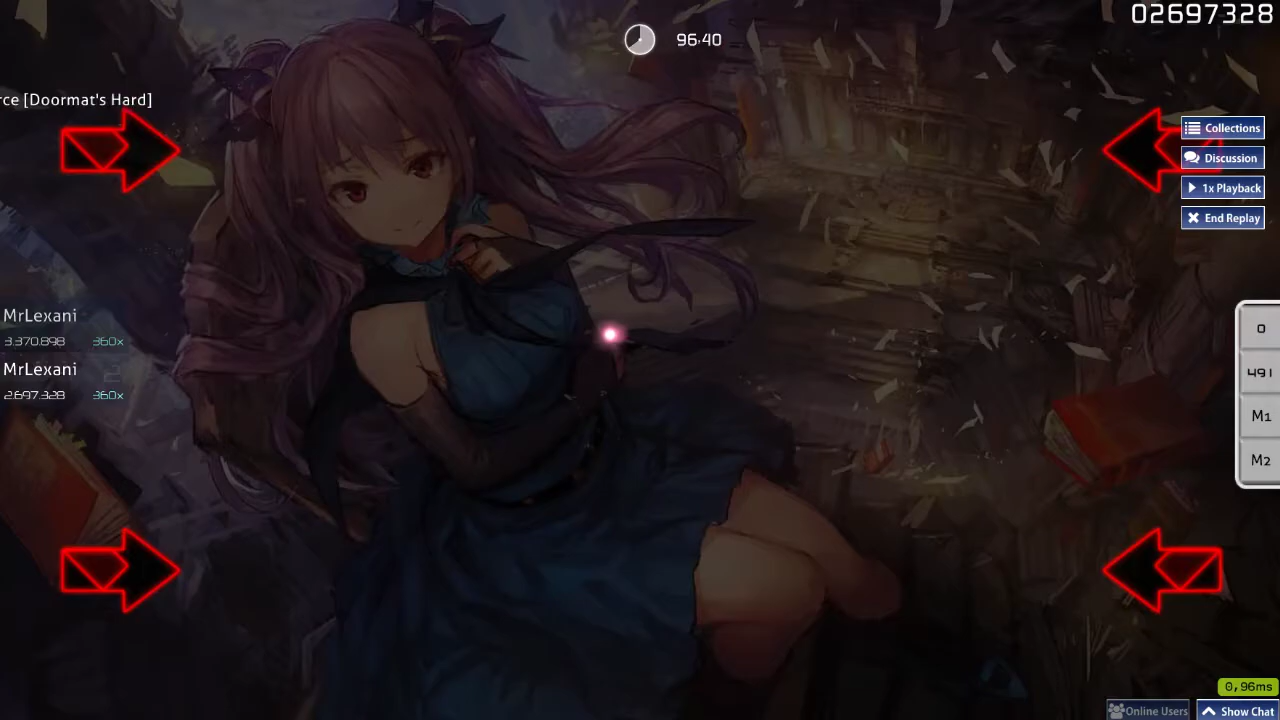 02697328
96.40
rce [Doormat's Hard]
Collections
Discussion
1x Playback
End Replay
MrLexani
3.370.898 360x
MrLexani 2
2.697.328 360x
0
491
M1
M2
0,96ms
Online Users
Show Chat